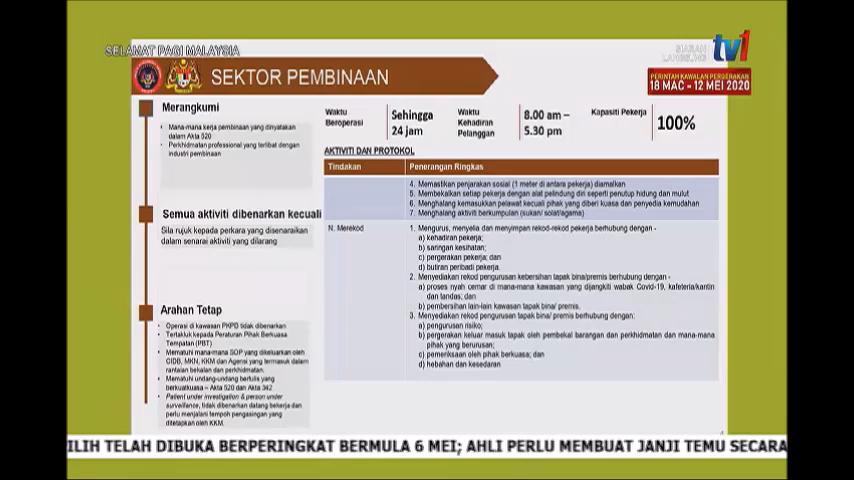 SELAMAT PAGI MALAYSIA
SIARAN
LANGSUNG
tv1
PERINTAH KAWALAN PERGERAKAN
18 MAC - 12 MEI 2020
SEKTOR PEMBINAAN
Merangkumi
• Mana-mana kerja pembinaan yang dinyatakan
dalam Akta 520
• Perkhidmatan professional yang terlibat dengan
industri pembinaan
Semua aktiviti dibenarkan kecuali
Sila rujuk kepada perkara yang disenaraikan
dalam senarai aktiviti yang dilarang
Arahan Tetap
• Operasi di kawasan PKPD tidak dibenarkan
• Tertakluk kepada Peraturan Pihak Berkuasa
Tempatan (PBT)
• Mematuhi mana-mana SOP yang dikeluarkan oleh
CIDB, MKN, KKM dan Agensi yang termasuk dalam
rantaian bekalan dan perkhidmatan.
• Mematuhi undang-undang bertulis yang
berkuatkuasa – Akta 520 dan Akta 342
• Patient under investigation & person under
surveillance, tidak dibenarkan datang bekerja dan
perlu menjalani tempoh pengasingan yang
ditetapkan oleh KKM.
Waktu
Beroperasi
Sehingga
24 jam
Waktu
Kehadiran
Pelanggan
8.00 am –
5.30 pm
Kapasiti Pekerja
100%
AKTIVITI DAN PROTOKOL
Tindakan
Penerangan Ringkas
4. Memastikan penjarakan sosial (1 meter di antara pekerja) diamalkan
5. Membekalkan setiap pekerja dengan alat pelindung diri seperti penutup hidung dan mulut
6. Menghalang kemasukkan pelawat kecuali pihak yang diberi kuasa dan penyedia kemudahan
7. Menghalang aktiviti berkumpulan (sukan/ solat/agama)
N. Merekod
1. Mengurus, menyelia dan menyimpan rekod-rekod pekerja berhubung dengan -
a) kehadiran pekerja;
b) saringan kesihatan;
c) pergerakan pekerja; dan
d) butiran peribadi pekerja.
2. Menyediakan rekod pengurusan kebersihan tapak bina/premis berhubung dengan -
a) proses nyah cemar di mana-mana kawasan yang dijangkiti wabak Covid-19, kafeteria/kantin
dan tandas; dan
b) pembersihan lain-lain kawasan tapak bina/ premis.
3. Menyediakan rekod pengurusan tapak bina/ premis berhubung dengan:
a) pengurusan risiko;
b) pergerakan keluar masuk tapak oleh pembekal barangan dan perkhidmatan dan mana-mana
pihak yang berurusan;
c) pemeriksaan oleh pihak berkuasa; dan
d) hebahan dan kesedaran
ILIH TELAH DIBUKA BERPERINGKAT BERMULA 6 MEI; AHLI PERLU MEMBUAT JANJI TEMU SECARA